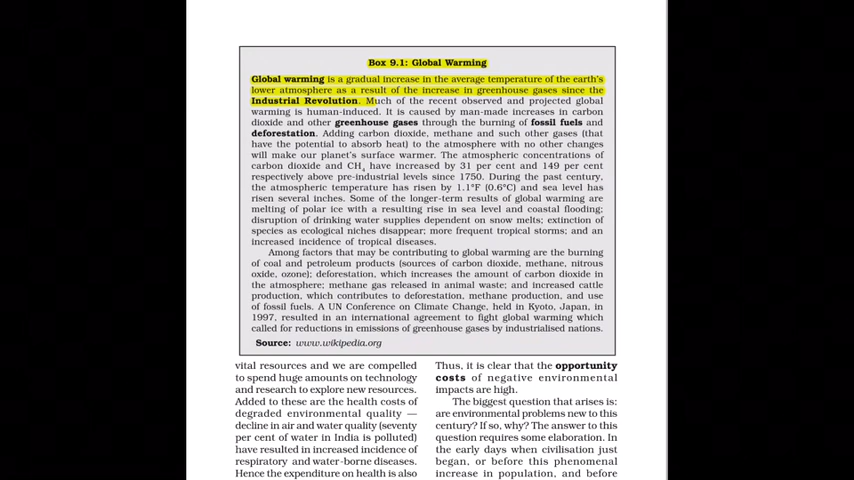 Box 9.1: Global Warming
Global warming is a gradual increase in the average temperature of the earth's
lower atmosphere as a result of the increase in greenhouse gases since the
Industrial Revolution. Much of the recent observed and projected global
warming is human-induced. It is caused by man-made increases in carbon
dioxide and other greenhouse gases through the burning of fossil fuels and
deforestation. Adding carbon dioxide, methane and such other gases (that
have the potential to absorb heat) to the atmosphere with no other changes
will make our planet's surface warmer. The atmospheric concentrations of
carbon dioxide and CH₄ have increased by 31 per cent and 149 per cent
respectively above pre-industrial levels since 1750. During the past century,
the atmospheric temperature has risen by 1.1°F (0.6°C) and sea level has
risen several inches. Some of the longer-term results of global warming are
melting of polar ice with a resulting rise in sea level and coastal flooding;
disruption of drinking water supplies dependent on snow melts; extinction of
species as ecological niches disappear; more frequent tropical storms; and an
increased incidence of tropical diseases.
Among factors that may be contributing to global warming are the burning
of coal and petroleum products (sources of carbon dioxide, methane, nitrous
oxide, ozone); deforestation, which increases the amount of carbon dioxide in
the atmosphere; methane gas released in animal waste; and increased cattle
production, which contributes to deforestation, methane production, and use
of fossil fuels. A UN Conference on Climate Change, held in Kyoto, Japan, in
1997, resulted in an international agreement to fight global warming which
called for reductions in emissions of greenhouse gases by industrialised nations.
Source: www.wikipedia.org
vital resources and we are compelled
to spend huge amounts on technology
and research to explore new resources.
Added to these are the health costs of
degraded environmental quality —
decline in air and water quality (seventy
per cent of water in India is polluted)
have resulted in increased incidence of
respiratory and water-borne diseases.
Hence the expenditure on health is also
Thus, it is clear that the opportunity
costs of negative environmental
impacts are high.
The biggest question that arises is:
are environmental problems new to this
century? If so, why? The answer to this
question requires some elaboration. In
the early days when civilisation just
began, or before this phenomenal
increase in population, and before